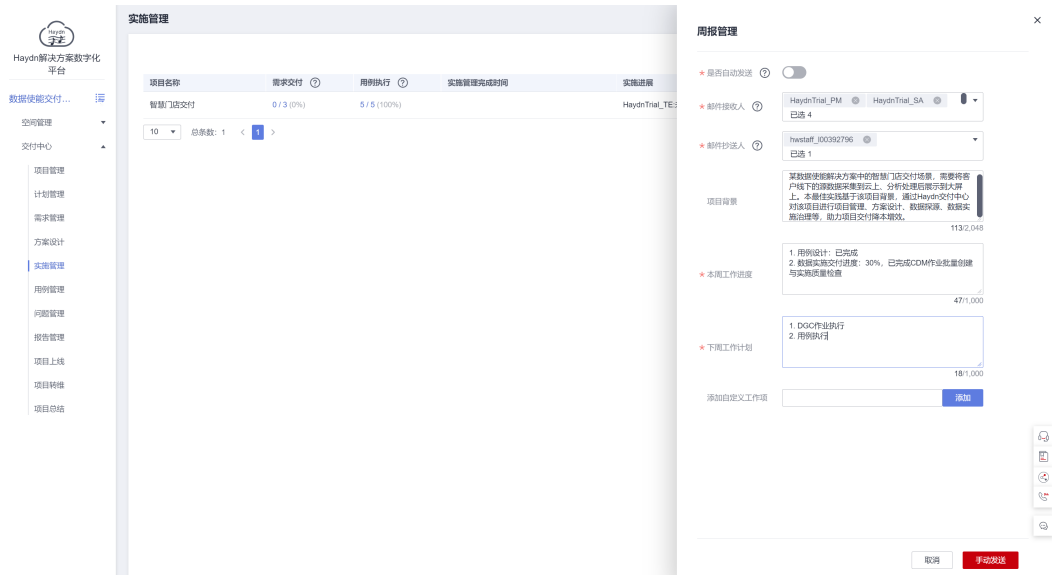 Haydn
Haydn解决方案数字化
平台
数据使能交付...
空间管理
交付中心
项目管理
计划管理
需求管理
方案设计
实施管理
用例管理
问题管理
报告管理
项目上线
项目转维
项目总结
实施管理
项目名称 需求交付 ? 用例执行 ? 实施管理完成时间 实施进展
智慧门店交付 0 / 3 (0%) 5 / 5 (100%) HaydnTrial_TE:
10 总条数: 1 < 1 >
周报管理
* 是否自动发送 ?
* 邮件接收人 ? HaydnTrial_PM HaydnTrial_SA
已选 4
* 邮件抄送人 ? hwstaff_l00392796
已选 1
项目背景
某数据使能解决方案中的智慧门店交付场景，需要将客
户线下的源数据采集到云上、分析处理后展示到大屏
上。本最佳实践基于该项目背景，通过Haydn交付中心
对该项目进行项目管理、方案设计、数据探源、数据实
施治理等，助力项目交付降本增效。
113/2,048
* 本周工作进度
1. 用例设计：已完成
2. 数据实施交付进度：30%，已完成CDM作业批量创建
与实施质量检查
47/1,000
* 下周工作计划
1. DGC作业执行
2. 用例执行
18/1,000
添加自定义工作项 添加
取消 手动发送